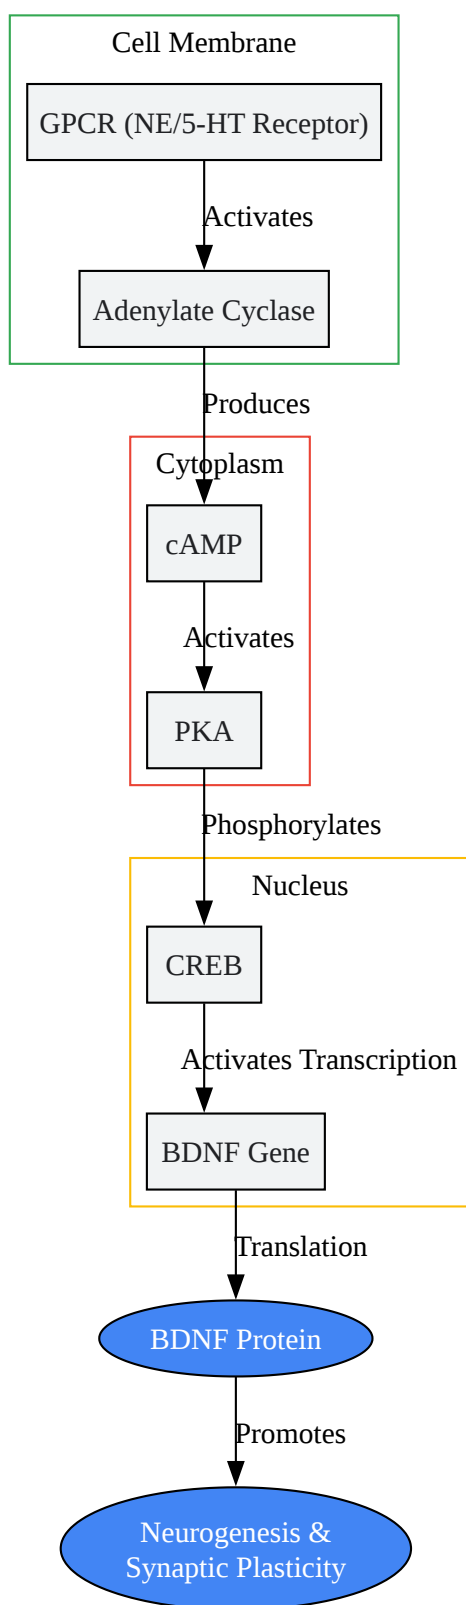 Cell Membrane
GPCR (NE/5-HT Receptor)
Activates
Adenylate Cyclase
Produces
Cytoplasm
cAMP
Activates
PKA
Phosphorylates
Nucleus
CREB
Activates Transcription
BDNF Gene
Translation
BDNF Protein
Promotes
Neurogenesis &
Synaptic Plasticity